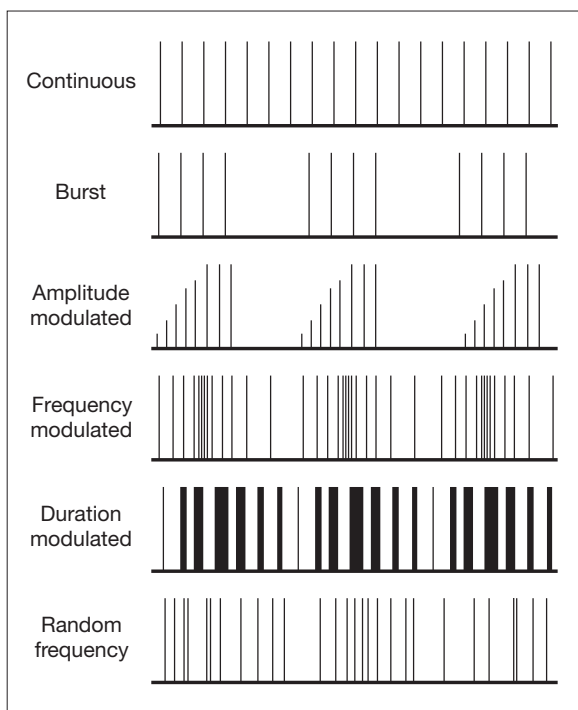 Continuous
Burst
Amplitude
modulated
Frequency
modulated
Duration
modulated
Random
frequency